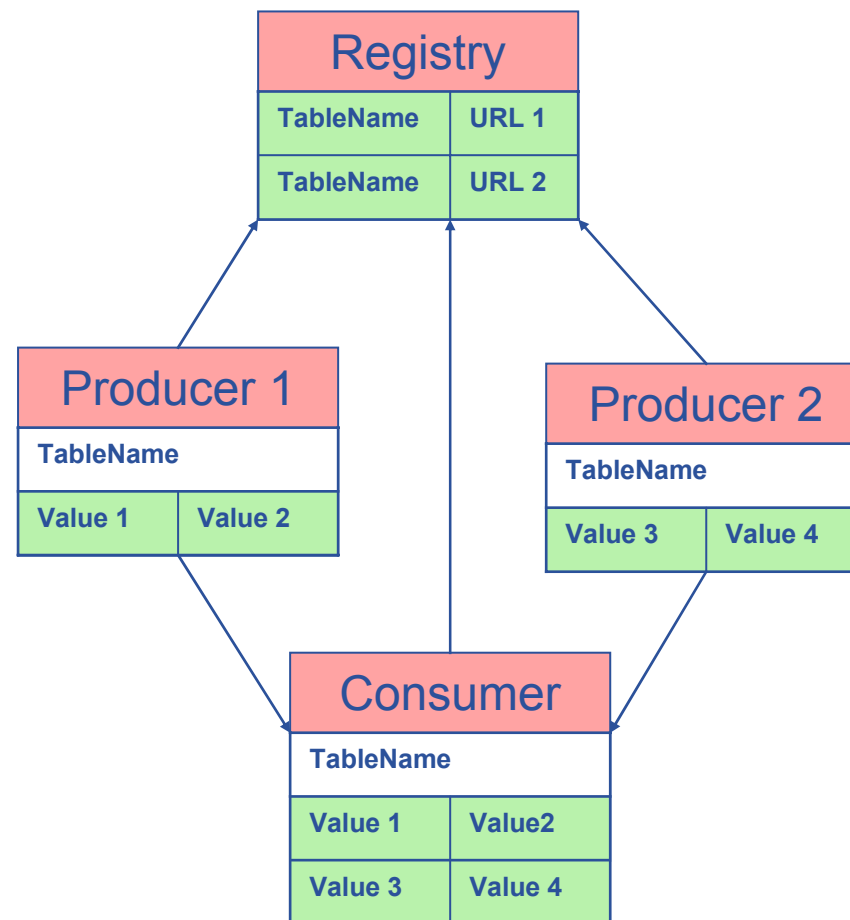 Registry
TableName URL 1
TableName URL 2
Producer 1
TableName
Value 1 Value 2
Producer 2
TableName
Value 3 Value 4
Consumer
TableName
Value 1 Value2
Value 3 Value 4